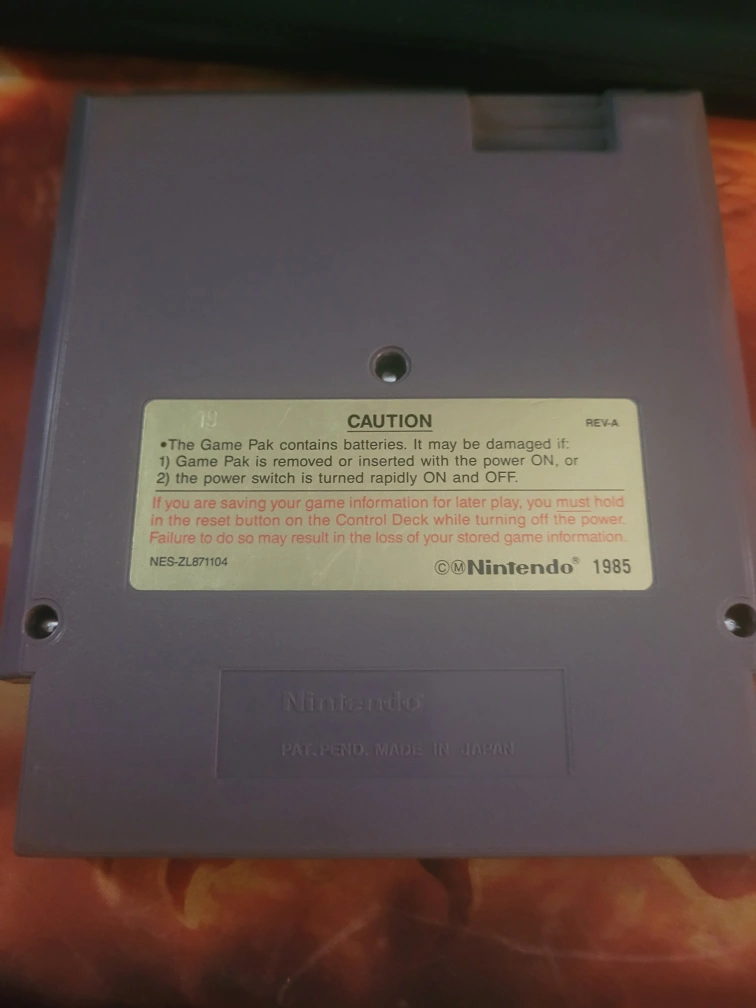 19
CAUTION
REV-A
•The Game Pak contains batteries. It may be damaged if:
1) Game Pak is removed or inserted with the power ON, or
2) the power switch is turned rapidly ON and OFF.
If you are saving your game information for later play, you must hold
in the reset button on the Control Deck while turning off the power.
Failure to do so may result in the loss of your stored game information.
NES-ZL871104
©ⓂNintendo® 1985
Nintendo®
PAT. PEND. MADE IN JAPAN